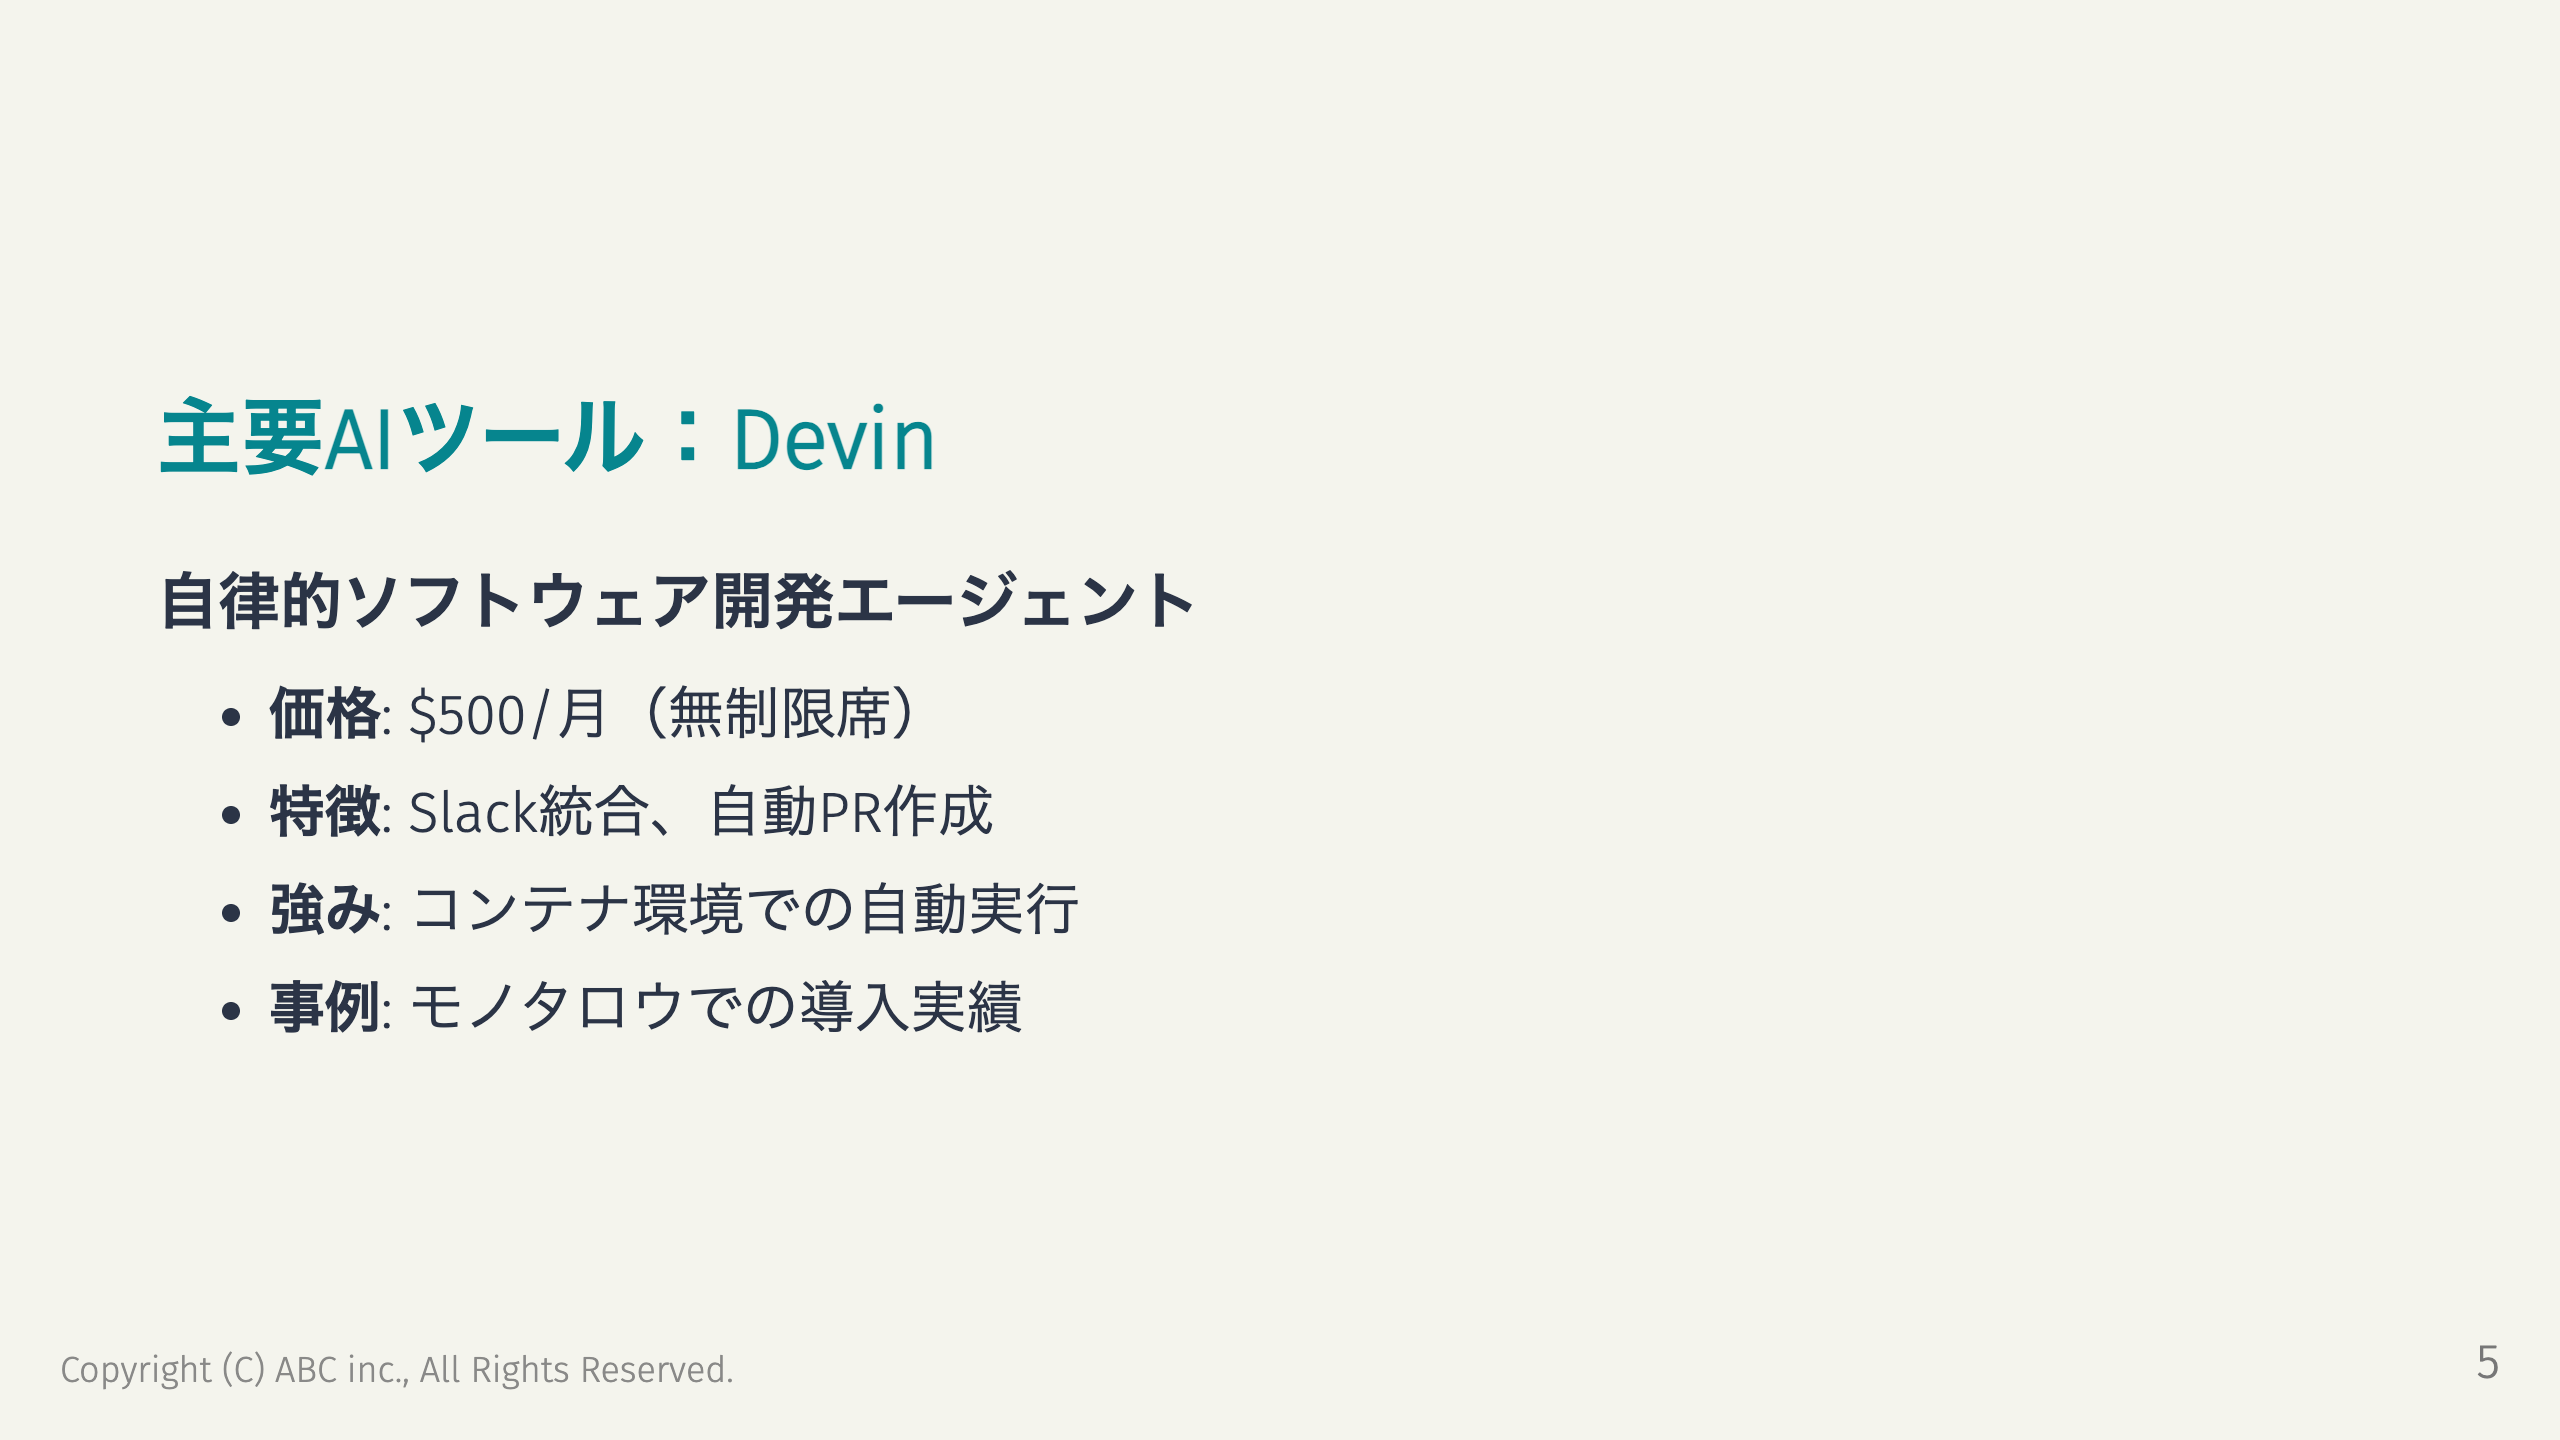 主要AIツール：Devin
自律的ソフトウェア開発エージェント
• 価格: $500/月（無制限席）
• 特徴: Slack統合、自動PR作成
• 強み: コンテナ環境での自動実行
• 事例: モノタロウでの導入実績
Copyright (C) ABC inc., All Rights Reserved.
5